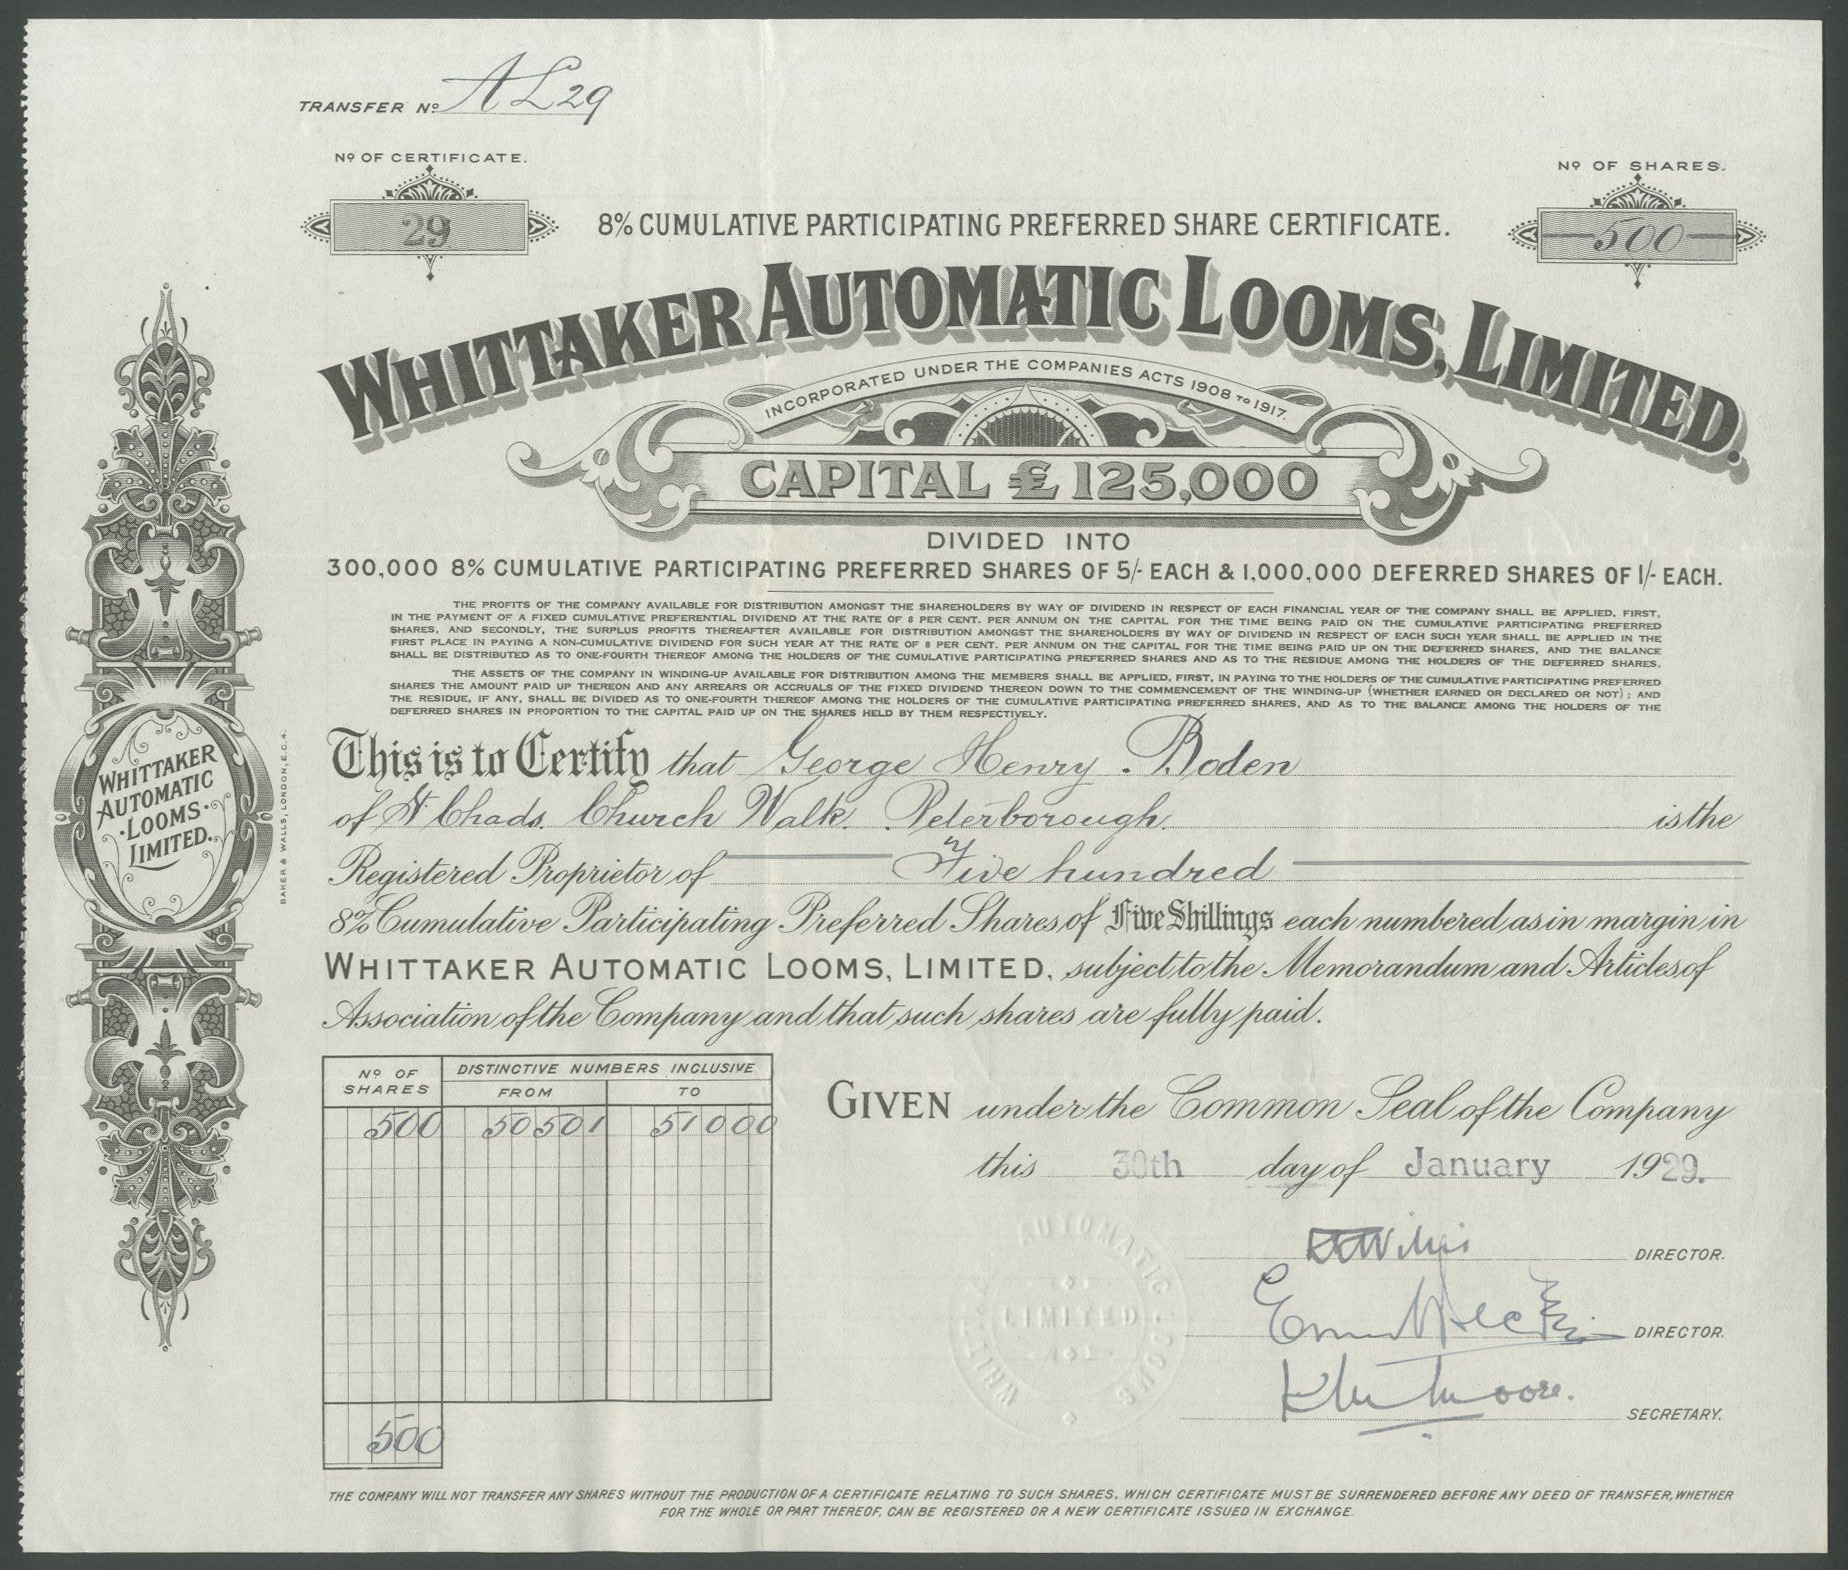 TRANSFER Nº AL29
Nº OF CERTIFICATE.
29
Nº OF SHARES.
500
8% CUMULATIVE PARTICIPATING PREFERRED SHARE CERTIFICATE.
WHITTAKER AUTOMATIC LOOMS, LIMITED.
INCORPORATED UNDER THE COMPANIES ACTS 1908 TO 1917.
CAPITAL £125,000
DIVIDED INTO
300,000 8% CUMULATIVE PARTICIPATING PREFERRED SHARES OF 5/- EACH & 1,000,000 DEFERRED SHARES OF 1/- EACH.
THE PROFITS OF THE COMPANY AVAILABLE FOR DISTRIBUTION AMONGST THE SHAREHOLDERS BY WAY OF DIVIDEND IN RESPECT OF EACH FINANCIAL YEAR OF THE COMPANY SHALL BE APPLIED, FIRST,
IN THE PAYMENT OF A FIXED CUMULATIVE PREFERENTIAL DIVIDEND AT THE RATE OF 8 PER CENT. PER ANNUM ON THE CAPITAL FOR THE TIME BEING PAID ON THE CUMULATIVE PARTICIPATING PREFERRED
SHARES, AND SECONDLY, THE SURPLUS PROFITS THEREAFTER AVAILABLE FOR DISTRIBUTION AMONGST THE SHAREHOLDERS BY WAY OF DIVIDEND IN RESPECT OF EACH SUCH YEAR SHALL BE APPLIED IN THE
FIRST PLACE IN PAYING A NON-CUMULATIVE DIVIDEND FOR SUCH YEAR AT THE RATE OF 8 PER CENT. PER ANNUM ON THE CAPITAL FOR THE TIME BEING PAID UP ON THE DEFERRED SHARES, AND THE BALANCE
SHALL BE DISTRIBUTED AS TO ONE-FOURTH THEREOF AMONG THE HOLDERS OF THE CUMULATIVE PARTICIPATING PREFERRED SHARES AND AS TO THE RESIDUE AMONG THE HOLDERS OF THE DEFERRED SHARES.
THE ASSETS OF THE COMPANY IN WINDING-UP AVAILABLE FOR DISTRIBUTION AMONG THE MEMBERS SHALL BE APPLIED, FIRST, IN PAYING TO THE HOLDERS OF THE CUMULATIVE PARTICIPATING PREFERRED
SHARES THE AMOUNT PAID UP THEREON AND ANY ARREARS OR ACCRUALS OF THE FIXED DIVIDEND THEREON DOWN TO THE COMMENCEMENT OF THE WINDING-UP (WHETHER EARNED OR DECLARED OR NOT); AND
THE RESIDUE, IF ANY, SHALL BE DIVIDED AS TO ONE-FOURTH THEREOF AMONG THE HOLDERS OF THE CUMULATIVE PARTICIPATING PREFERRED SHARES, AND AS TO THE BALANCE AMONG THE HOLDERS OF THE
DEFERRED SHARES IN PROPORTION TO THE CAPITAL PAID UP ON THE SHARES HELD BY THEM RESPECTIVELY.
This is to Certify that George Henry Boden
of St Chads. Church Walk. Peterborough. is the
Registered Proprietor of Five hundred
8% Cumulative Participating Preferred Shares of Five Shillings each numbered as in margin in
WHITTAKER AUTOMATIC LOOMS, LIMITED, subject to the Memorandum and Articles of
Association of the Company and that such shares are fully paid.
WHITTAKER
AUTOMATIC
LOOMS
LIMITED.
BAKER & WALLS, LONDON, E.C.4.
Nº OF SHARES
DISTINCTIVE NUMBERS INCLUSIVE
FROM TO
500 50501 51000
500
GIVEN under the Common Seal of the Company
this 30th day of January 1929.
DIRECTOR.
DIRECTOR.
Moore. SECRETARY.
WHITTAKER AUTOMATIC LOOMS
LIMITED
THE COMPANY WILL NOT TRANSFER ANY SHARES WITHOUT THE PRODUCTION OF A CERTIFICATE RELATING TO SUCH SHARES, WHICH CERTIFICATE MUST BE SURRENDERED BEFORE ANY DEED OF TRANSFER, WHETHER
FOR THE WHOLE OR PART THEREOF, CAN BE REGISTERED OR A NEW CERTIFICATE ISSUED IN EXCHANGE.